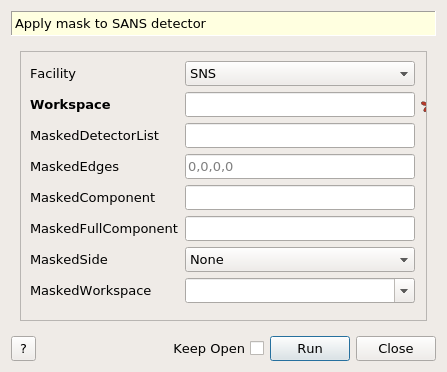 Apply mask to SANS detector
Facility SNS
Workspace
MaskedDetectorList
MaskedEdges 0,0,0,0
MaskedComponent
MaskedFullComponent
MaskedSide None
MaskedWorkspace
? Keep Open Run Close